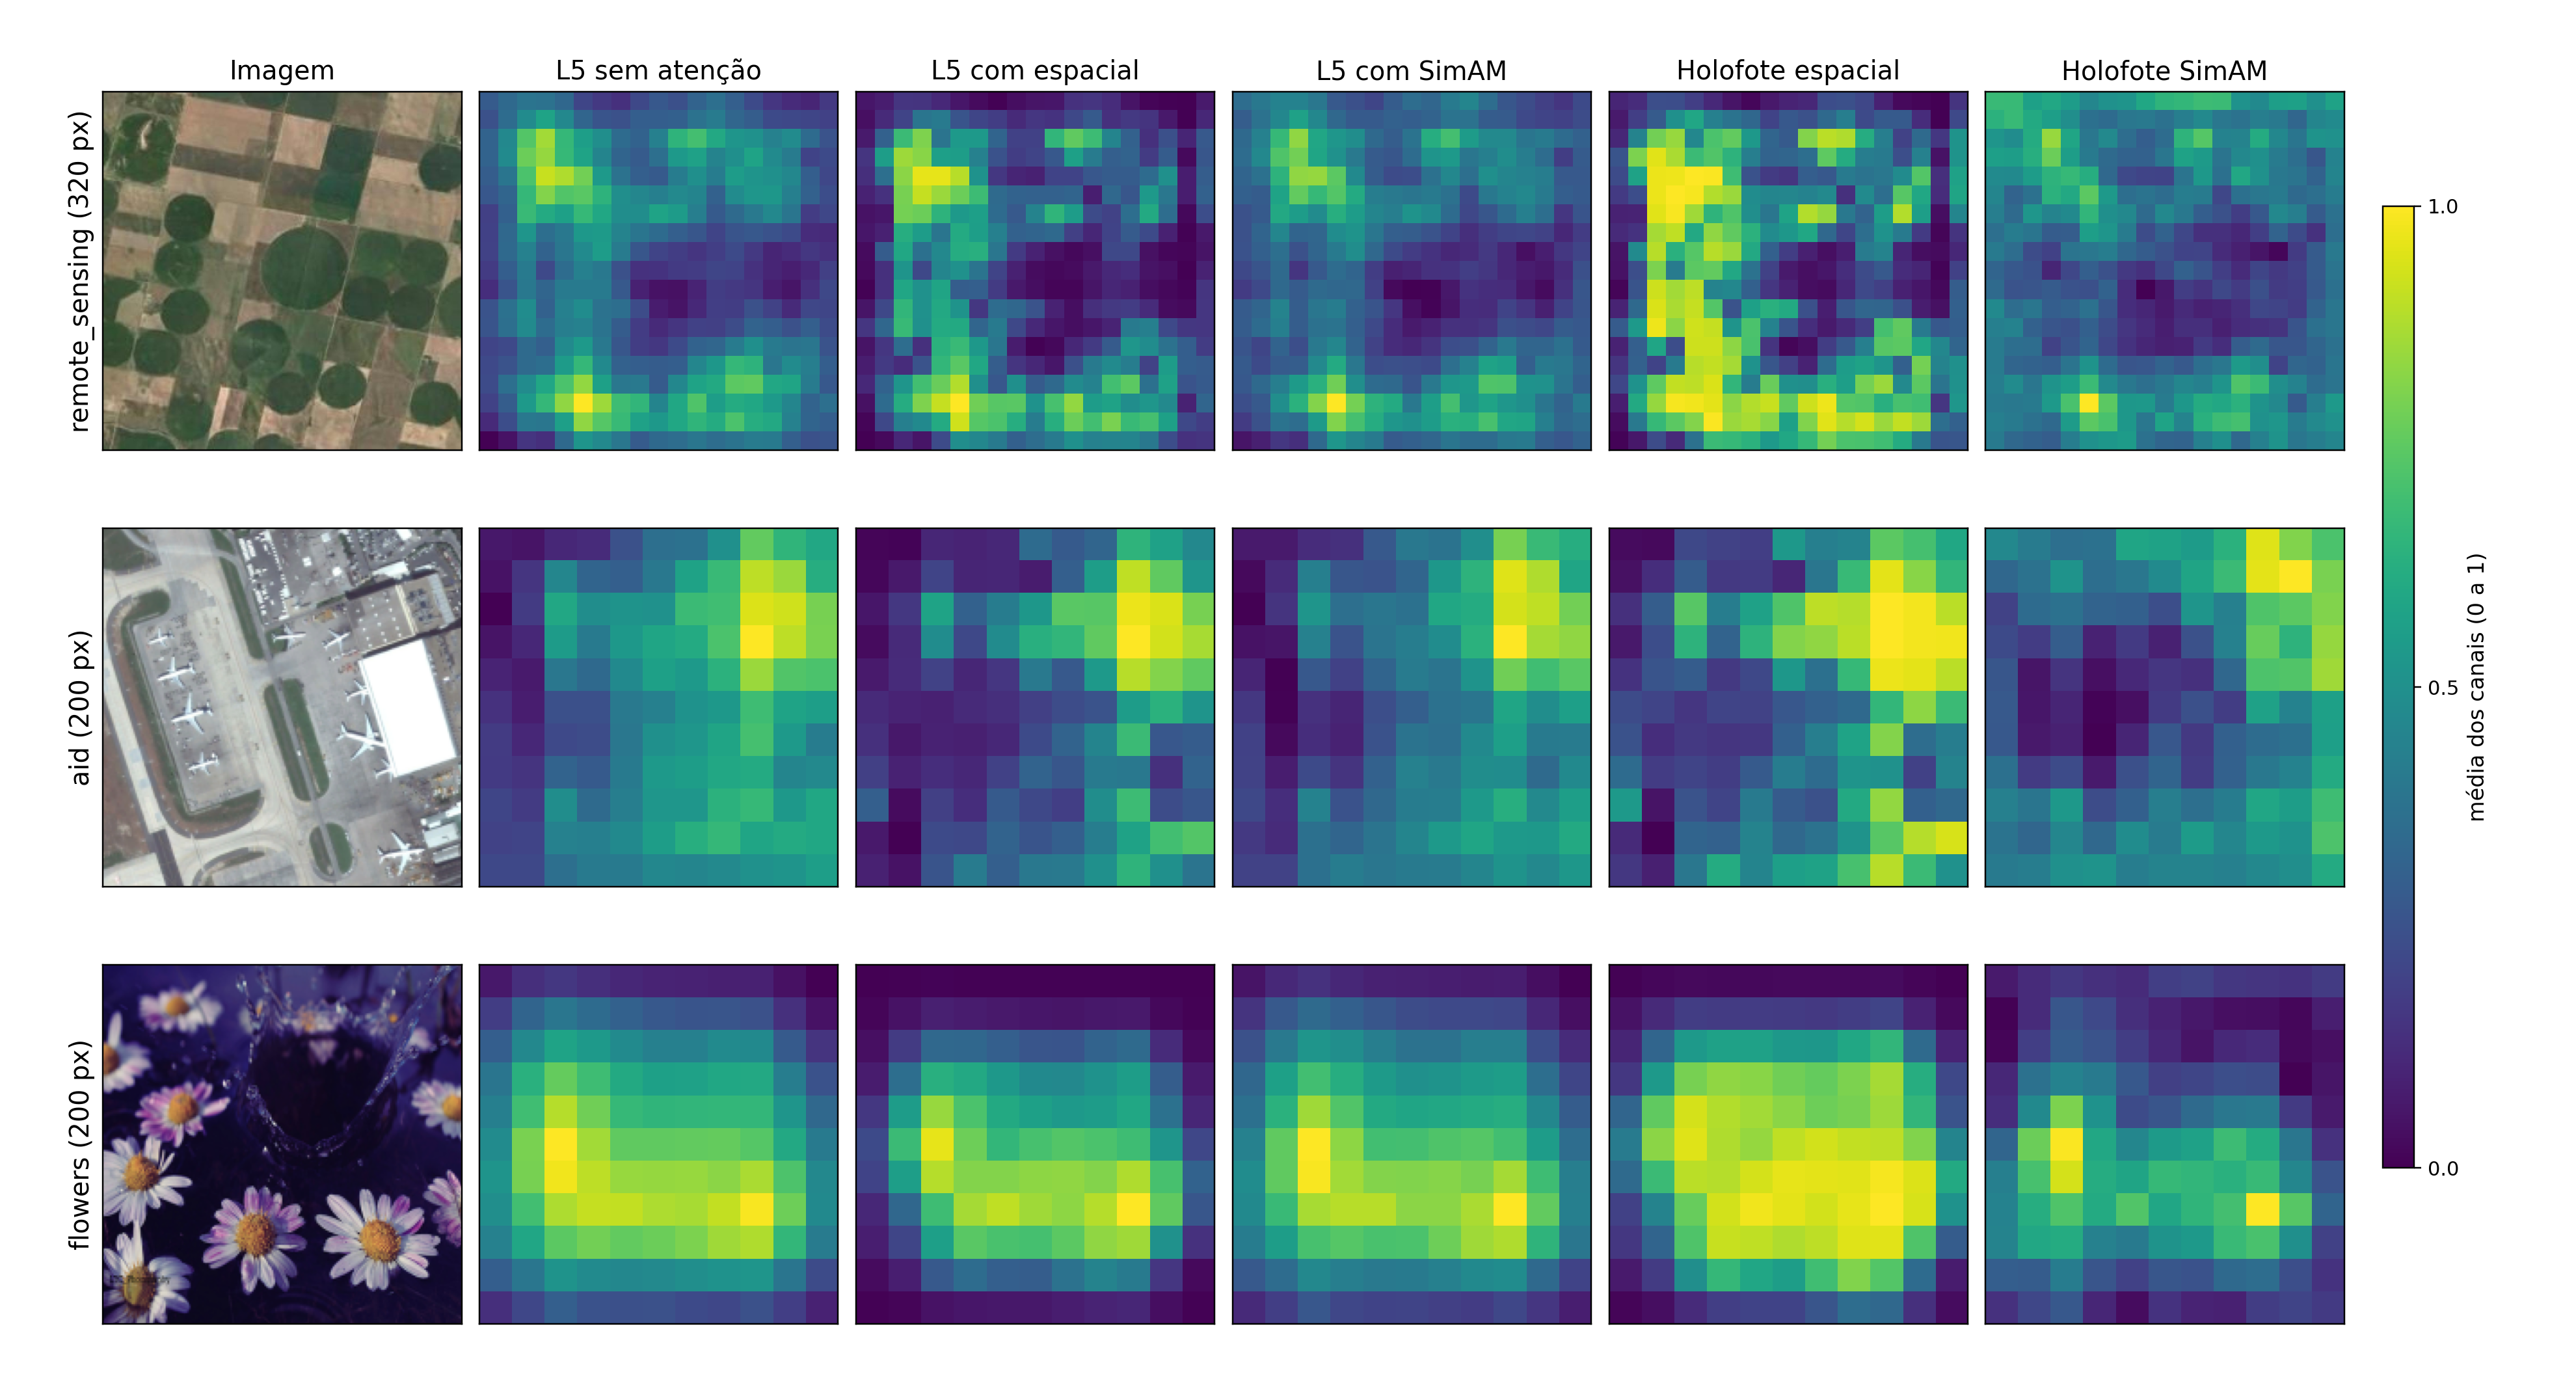 Imagem
L5 sem atenção
L5 com espacial
L5 com SimAM
Holofote espacial
Holofote SimAM
remote_sensing (320 px)
aid (200 px)
flowers (200 px)
1.0
0.5
0.0
média dos canais (0 a 1)